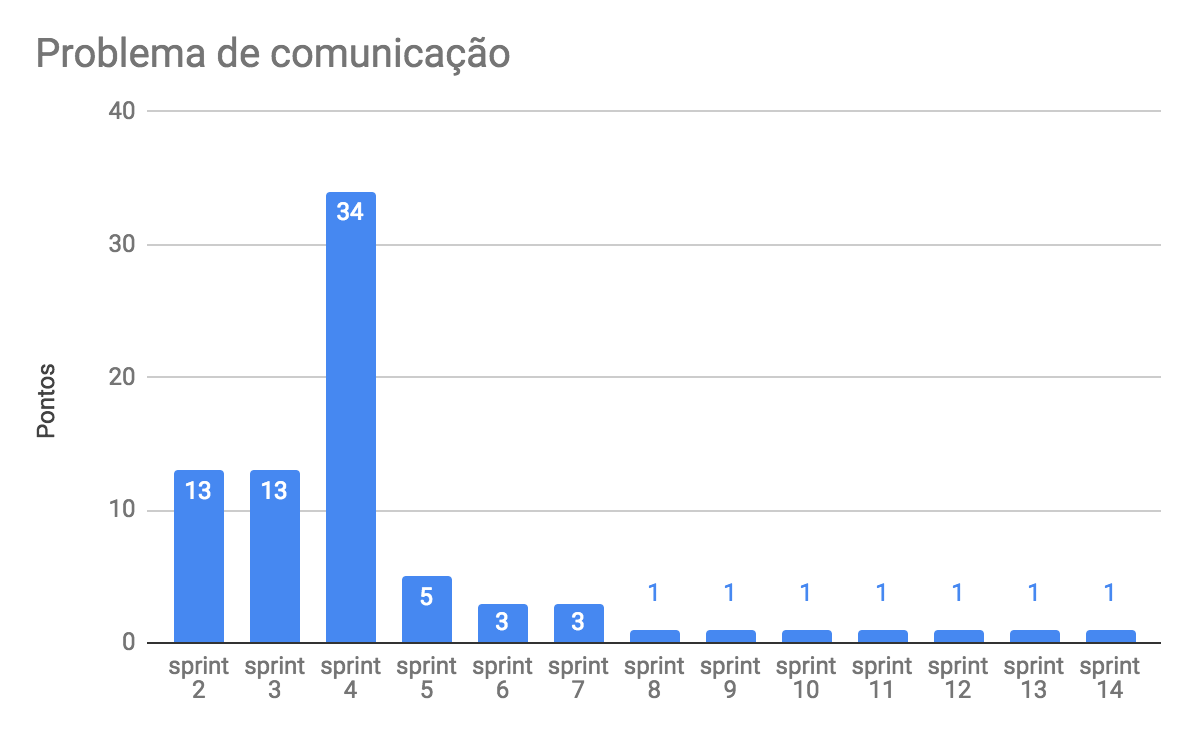 Problema de comunicação
40
30
20
10
0
Pontos
34
13
13
5
3
3
1
1
1
1
1
1
1
sprint 2
sprint 3
sprint 4
sprint 5
sprint 6
sprint 7
sprint 8
sprint 9
sprint 10
sprint 11
sprint 12
sprint 13
sprint 14